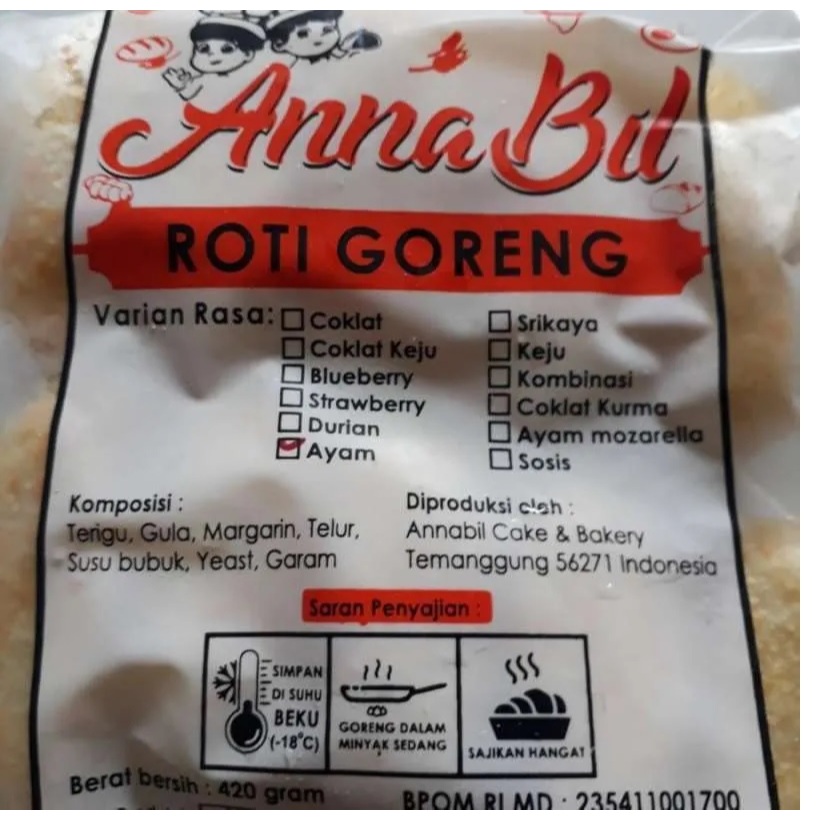 Anna Bil
ROTI GORENG
Varian Rasa:
Coklat
Coklat Keju
Blueberry
Strawberry
Durian
Ayam
Srikaya
Keju
Kombinasi
Coklat Kurma
Ayam mozarella
Sosis
Komposisi :
Terigu, Gula, Margarin, Telur,
Susu bubuk, Yeast, Garam
Diproduksi oleh :
Annabil Cake & Bakery
Temanggung 56271 Indonesia
Saran Penyajian :
SIMPAN
DI SUHU
BEKU
(-18°C)
GORENG DALAM
MINYAK SEDANG
SAJIKAN HANGAT
Berat bersih : 420 gram
BPOM RI MD : 235411001700